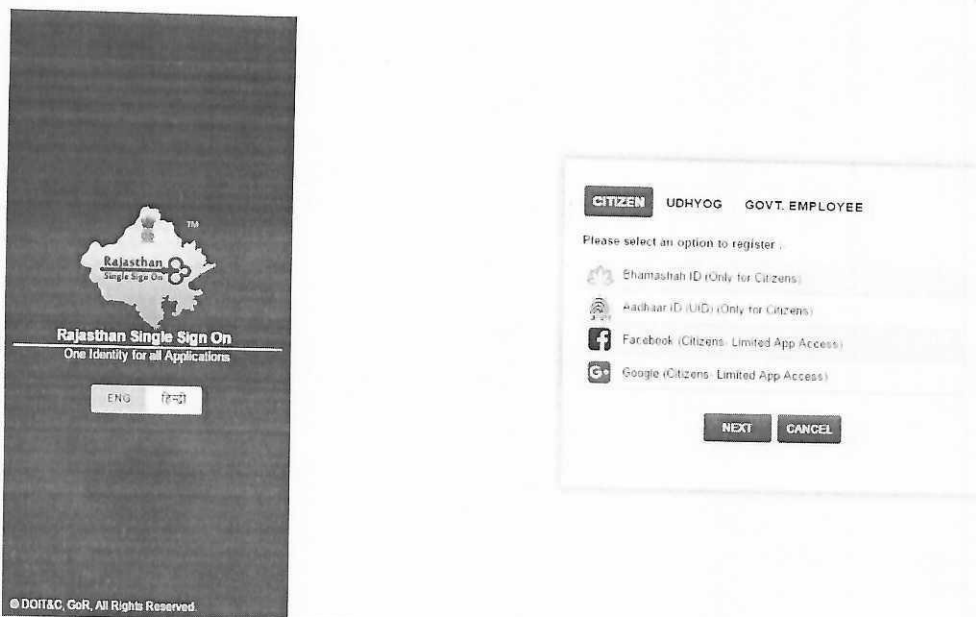 TM
Rajasthan
Single Sign On
Rajasthan Single Sign On
One Identity for all Applications
ENG हिन्दी
© DOIT&C, GoR, All Rights Reserved.
CITIZEN UDHYOG GOVT. EMPLOYEE
Please select an option to register .
Bhamashah ID (Only for Citizens)
Aadhaar ID (UID) (Only for Citizens)
Facebook (Citizens- Limited App Access)
G+ Google (Citizens- Limited App Access)
NEXT CANCEL